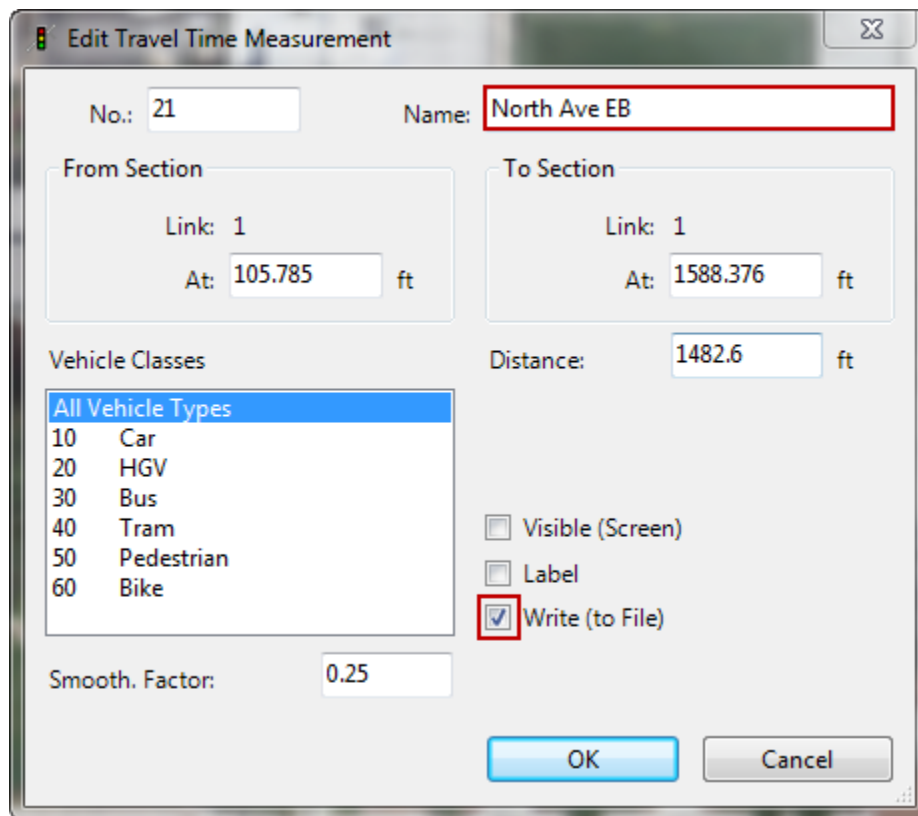 Edit Travel Time Measurement
No.: 21 Name: North Ave EB
From Section To Section
Link: 1 Link: 1
At: 105.785 ft At: 1588.376 ft
Vehicle Classes Distance: 1482.6 ft
All Vehicle Types
10 Car
20 HGV
30 Bus
40 Tram
50 Pedestrian
60 Bike
Visible (Screen)
Label
Write (to File)
Smooth. Factor: 0.25
OK Cancel